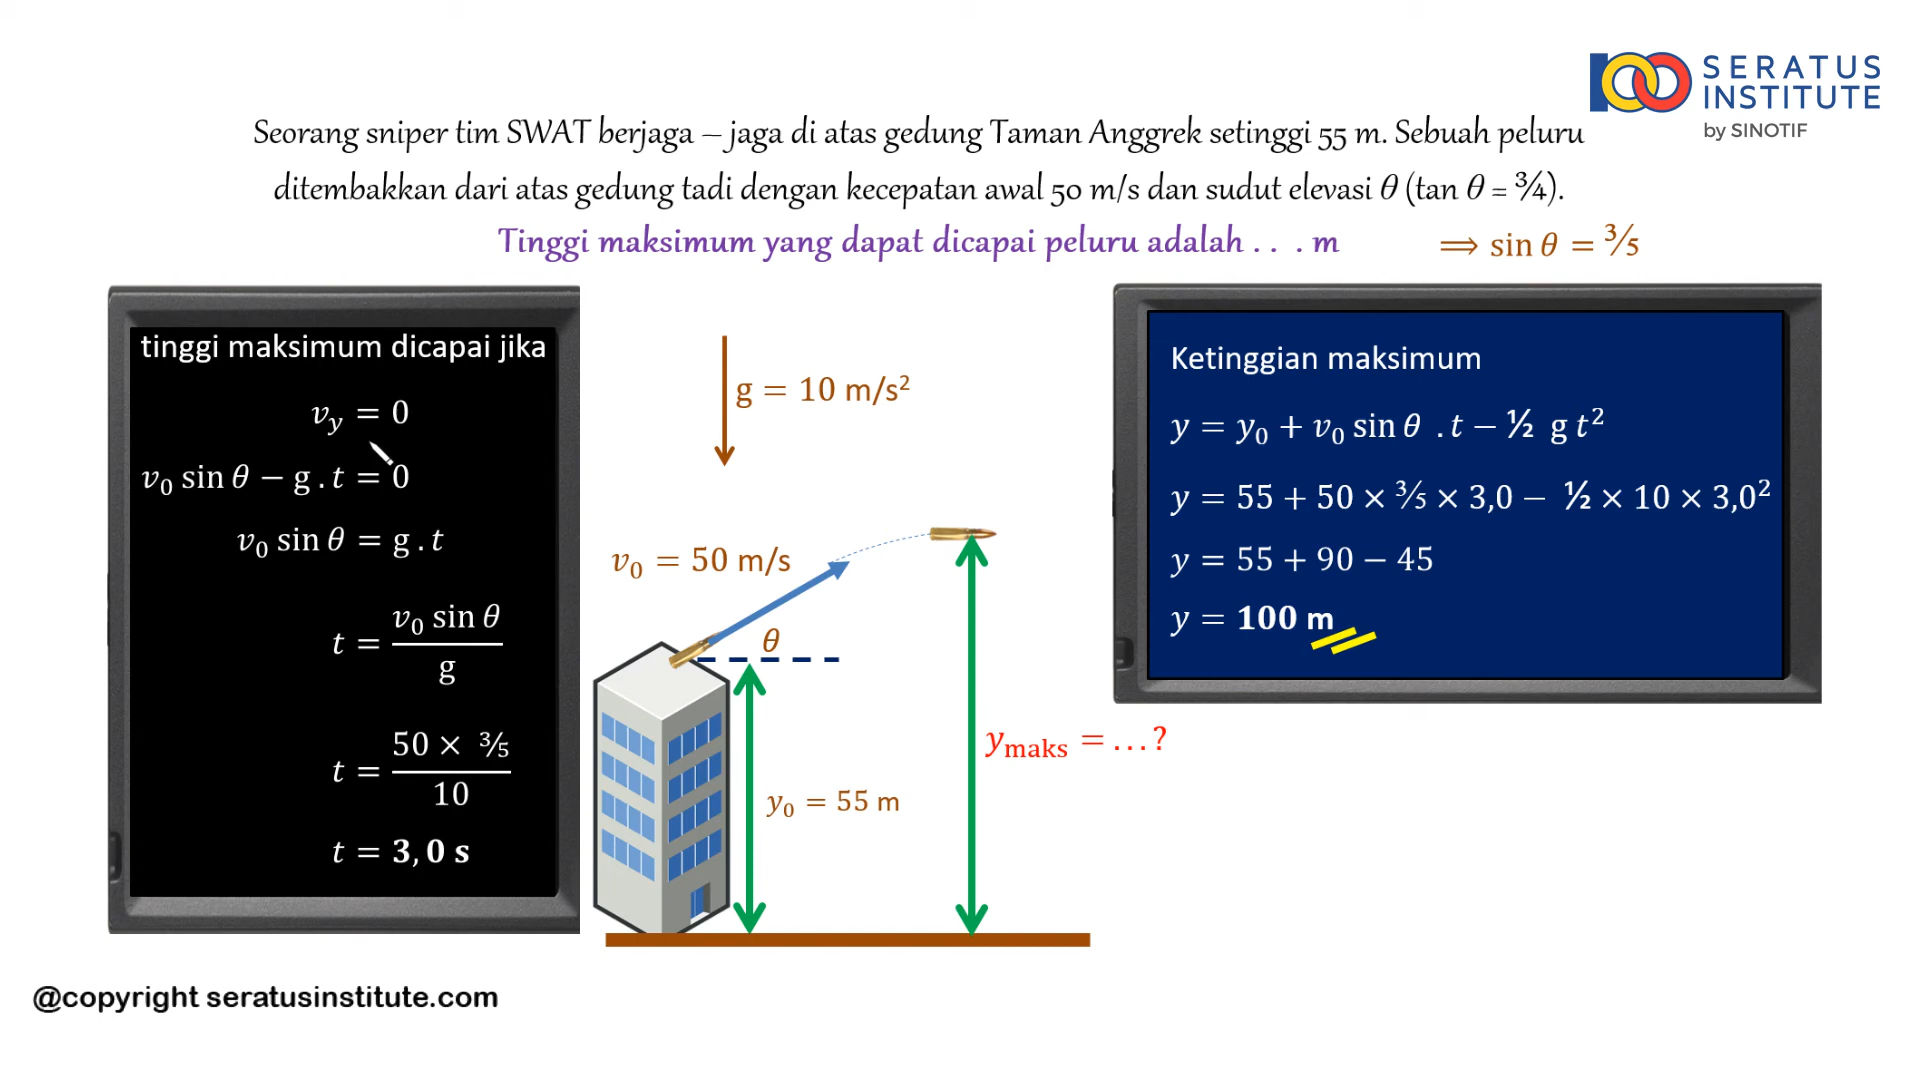 SERATUS
INSTITUTE
by SINOTIF
Seorang sniper tim SWAT berjaga – jaga di atas gedung Taman Anggrek setinggi 55 m. Sebuah peluru
ditembakkan dari atas gedung tadi dengan kecepatan awal 50 m/s dan sudut elevasi θ (tan θ = ¾).
Tinggi maksimum yang dapat dicapai peluru adalah . . . m
⟹ sin θ = ⅗
tinggi maksimum dicapai jika
v_y = 0
v₀ sin θ − g . t = 0
v₀ sin θ = g . t
t = v₀ sin θ / g
t = 50 × ⅗ / 10
t = 3,0 s
g = 10 m/s²
v₀ = 50 m/s
θ
y₀ = 55 m
y_maks = . . . ?
Ketinggian maksimum
y = y₀ + v₀ sin θ . t − ½ g t²
y = 55 + 50 × ⅗ × 3,0 − ½ × 10 × 3,0²
y = 55 + 90 − 45
y = 100 m
@copyright seratusinstitute.com